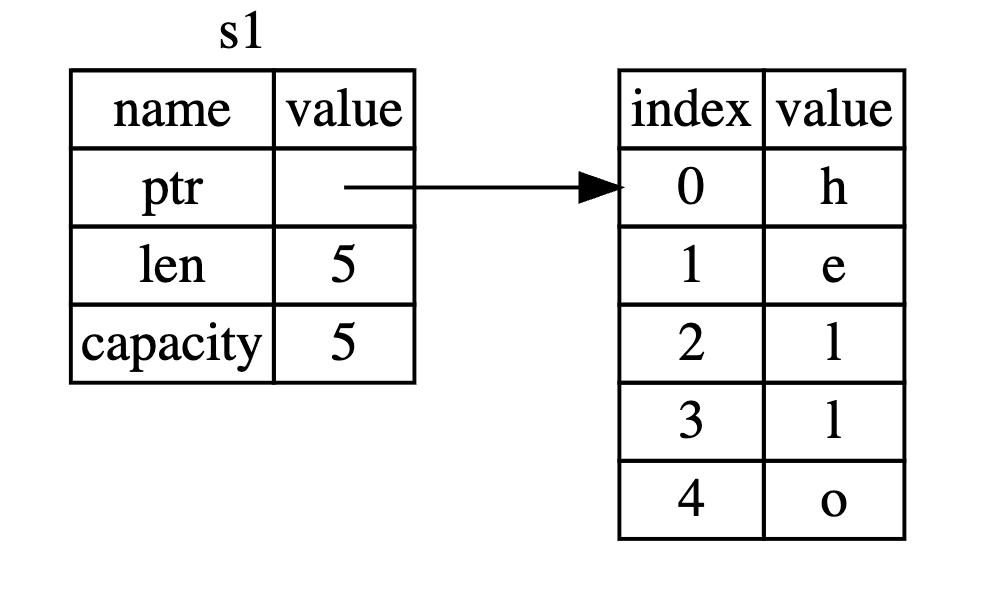 s1
name value
ptr
len 5
capacity 5
index value
0 h
1 e
2 l
3 l
4 o